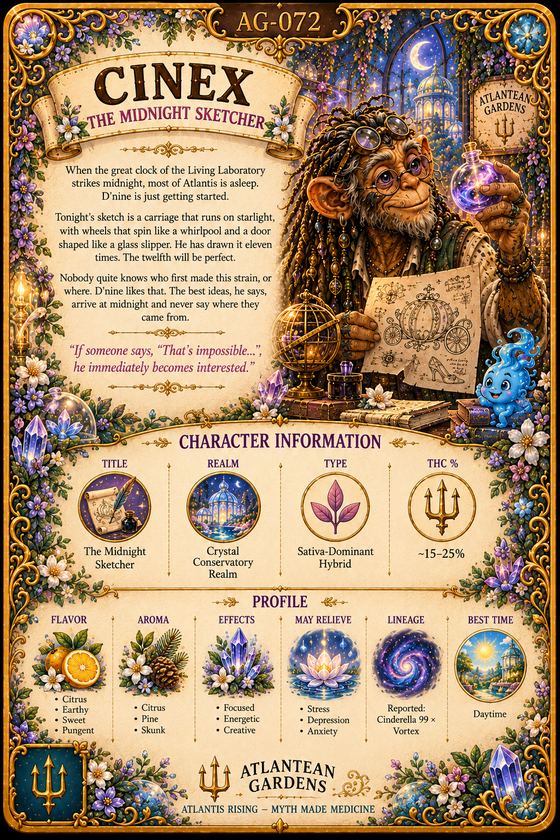 AG-072
CINEX
THE MIDNIGHT SKETCHER
ATLANTEAN
GARDENS
When the great clock of the Living Laboratory
strikes midnight, most of Atlantis is asleep.
D'nine is just getting started.
Tonight's sketch is a carriage that runs on starlight,
with wheels that spin like a whirlpool and a door
shaped like a glass slipper. He has drawn it eleven
times. The twelfth will be perfect.
Nobody quite knows who first made this strain, or
where. D'nine likes that. The best ideas, he says,
arrive at midnight and never say where they
came from.
"If someone says, "That's impossible...",
he immediately becomes interested."
CHARACTER INFORMATION
TITLE
The Midnight
Sketcher
REALM
Crystal
Conservatory
Realm
TYPE
Sativa-Dominant
Hybrid
THC %
~15–25%
PROFILE
FLAVOR
• Citrus
• Earthy
• Sweet
• Pungent
AROMA
• Citrus
• Pine
• Skunk
EFFECTS
• Focused
• Energetic
• Creative
MAY RELIEVE
• Stress
• Depression
• Anxiety
LINEAGE
Reported:
Cinderella 99 ×
Vortex
BEST TIME
Daytime
ATLANTEAN
GARDENS
ATLANTIS RISING – MYTH MADE MEDICINE